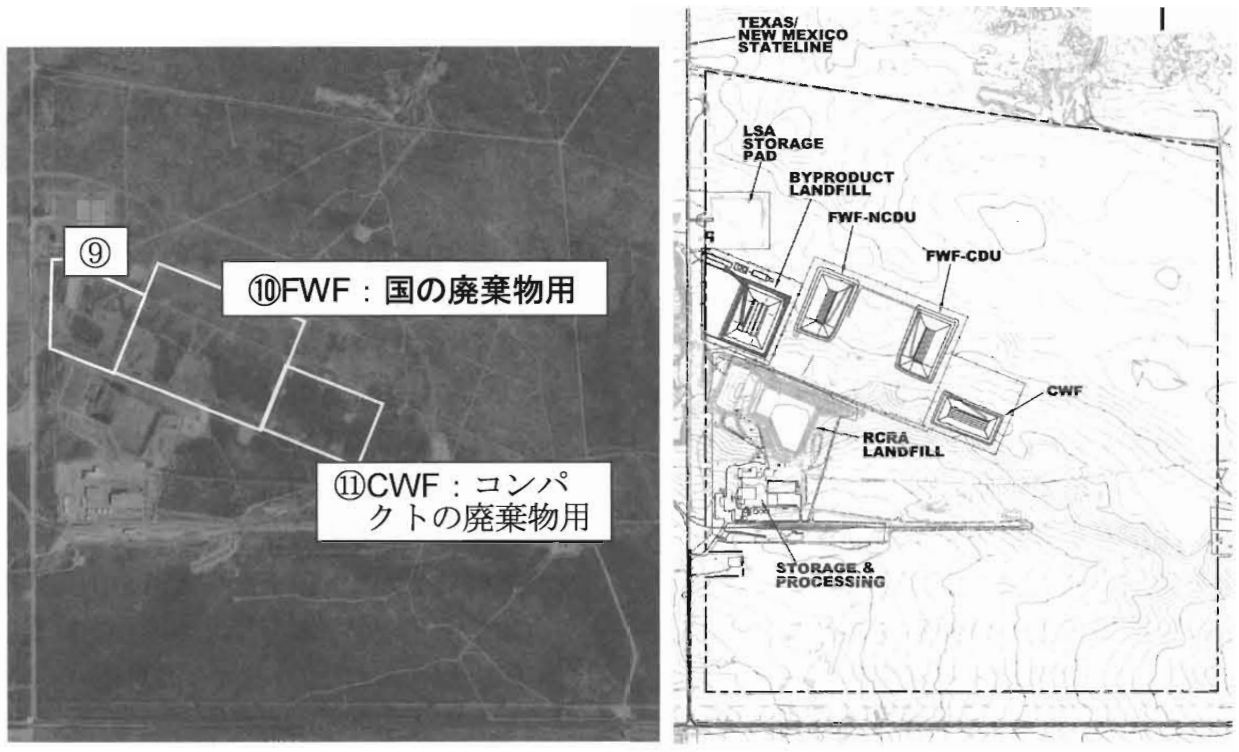 ⑨
⑩FWF：国の廃棄物用
⑪CWF：コンパ
クトの廃棄物用
TEXAS/
NEW MEXICO
STATELINE
LSA
STORAGE
PAD
BYPRODUCT
LANDFILL
FWF-NCDU
FWF-CDU
CWF
RCRA
LANDFILL
STORAGE &
PROCESSING